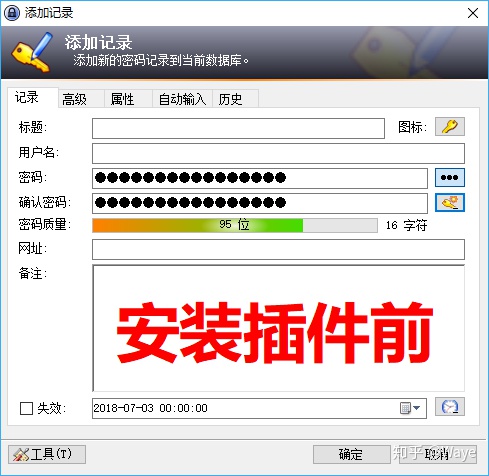 添加记录
添加记录
添加新的密码记录到当前数据库。
记录 高级 属性 自动输入 历史
标题: 图标:
用户名:
密码: ●●●●●●●●●●●●●●●● •••
确认密码: ●●●●●●●●●●●●●●●●
密码质量: 95 位 16 字符
网址:
备注:
安装插件前
失效: 2018-07-03 00:00:00
工具(T) 确定 取消
知乎 @Waye